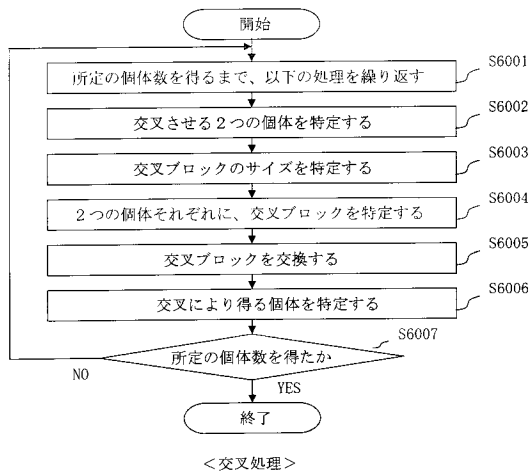 開始
所定の個体数を得るまで、以下の処理を繰り返す
S6001
交叉させる2つの個体を特定する
S6002
交叉ブロックのサイズを特定する
S6003
2つの個体それぞれに、交叉ブロックを特定する
S6004
交叉ブロックを交換する
S6005
交叉により得る個体を特定する
S6006
所定の個体数を得たか
S6007
NO
YES
終了
<交叉処理>